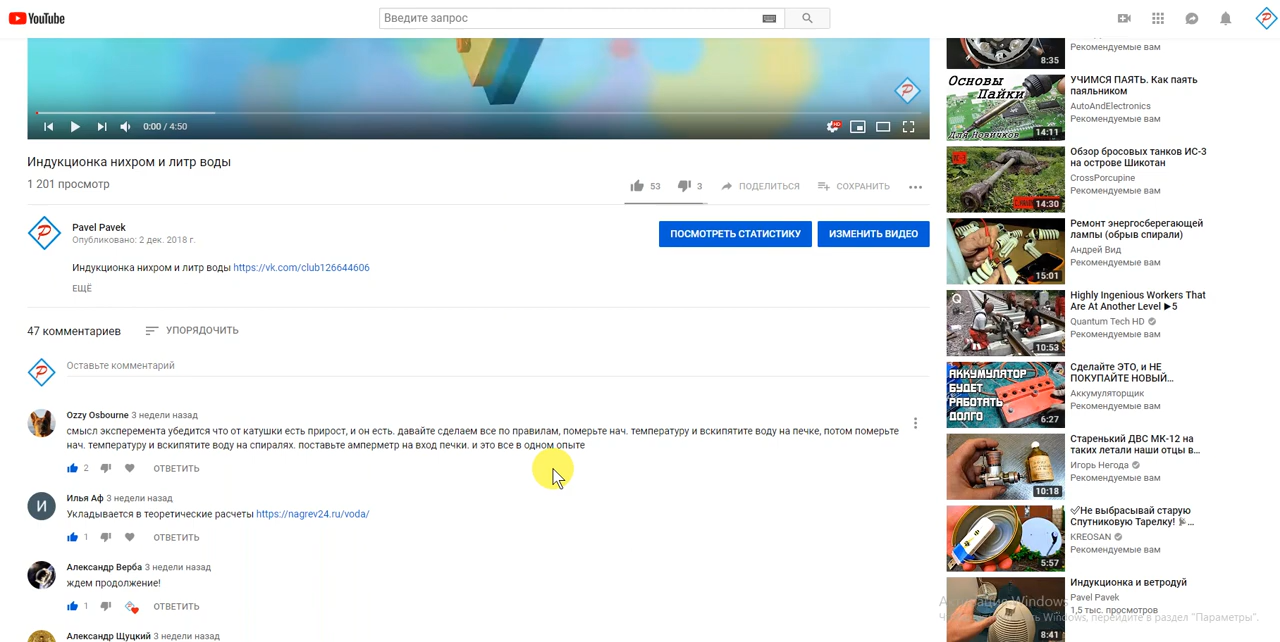 YouTube
Введите запрос
0:00 / 4:50
Индукционка нихром и литр воды
1 201 просмотр
53
3
ПОДЕЛИТЬСЯ
СОХРАНИТЬ
Pavel Pavek
Опубликовано: 2 дек. 2018 г.
ПОСМОТРЕТЬ СТАТИСТИКУ
ИЗМЕНИТЬ ВИДЕО
Индукционка нихром и литр воды https://vk.com/club126644606
ЕЩЁ
47 комментариев
УПОРЯДОЧИТЬ
Оставьте комментарий
Ozzy Osbourne 3 недели назад
смысл эксперемента убедится что от катушки есть прирост, и он есть. давайте сделаем все по правилам, померьте нач. температуру и вскипятите воду на печке, потом померьте
нач. температуру и вскипятите воду на спиралях. поставьте амперметр на вход печки. и это все в одном опыте
2
ОТВЕТИТЬ
И
Илья Аф 3 недели назад
Укладывается в теоретические расчеты https://nagrev24.ru/voda/
1
ОТВЕТИТЬ
Александр Верба 3 недели назад
ждем продолжение!
1
ОТВЕТИТЬ
Александр Щуцкий 3 недели назад
8:35
Рекомендуемые вам
Основы
Пайки
Для Новичков
14:11
УЧИМСЯ ПАЯТЬ. Как паять
паяльником
AutoAndElectronics
Рекомендуемые вам
14:30
Обзор бросовых танков ИС-3
на острове Шикотан
CrossPorcupine
Рекомендуемые вам
15:01
Ремонт энергосберегающей
лампы (обрыв спирали)
Андрей Вид
Рекомендуемые вам
10:53
Highly Ingenious Workers That
Are At Another Level ▶5
Quantum Tech HD
Рекомендуемые вам
АККУМУЛЯТОР
БУДЕТ
РАБОТАТЬ
ДОЛГО
6:27
Сделайте ЭТО, и НЕ
ПОКУПАЙТЕ НОВЫЙ...
Аккумуляторщик
Рекомендуемые вам
10:18
Старенький ДВС МК-12 на
таких летали наши отцы в...
Игорь Негода
Рекомендуемые вам
5:57
✅Не выбрасывай старую
Спутниковую Тарелку!
KREOSAN
Рекомендуемые вам
8:41
Индукционка и ветродуй
Pavel Pavek
1,5 тыс. просмотров
Активация Windows
Чтобы активировать Windows, перейдите в раздел "Параметры".